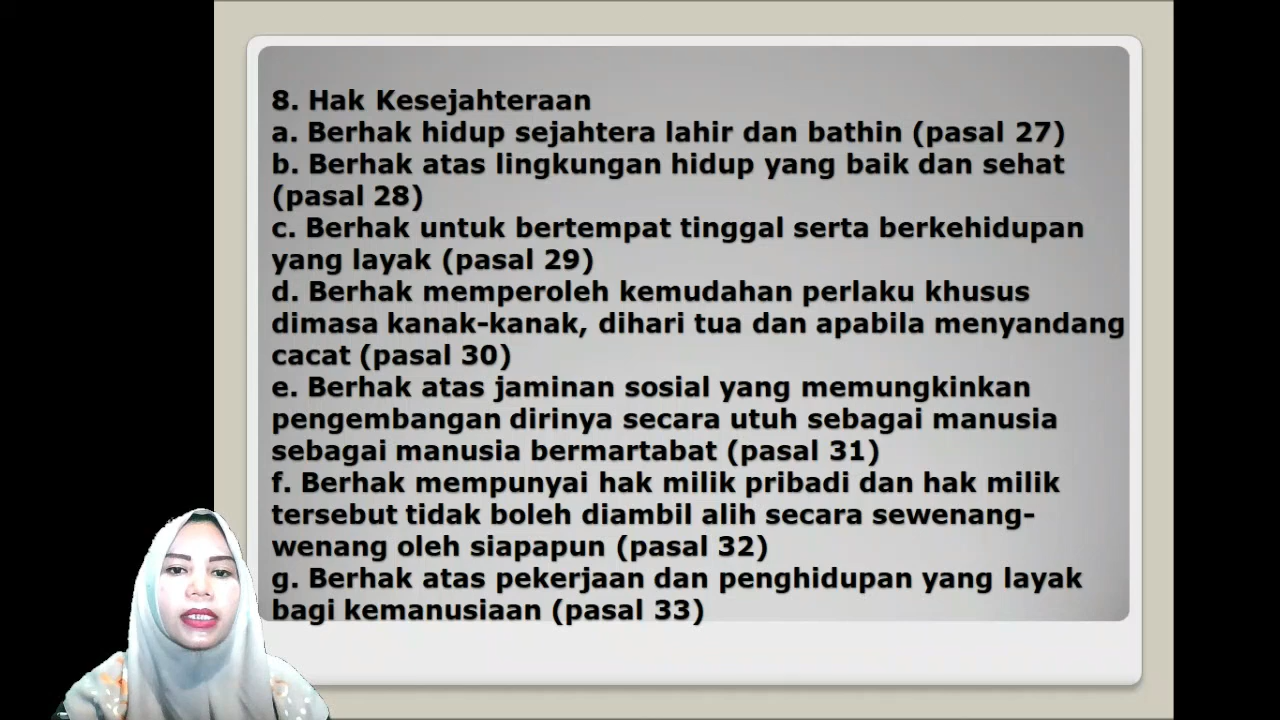 8. Hak Kesejahteraan
a. Berhak hidup sejahtera lahir dan bathin (pasal 27)
b. Berhak atas lingkungan hidup yang baik dan sehat
(pasal 28)
c. Berhak untuk bertempat tinggal serta berkehidupan
yang layak (pasal 29)
d. Berhak memperoleh kemudahan perlaku khusus
dimasa kanak-kanak, dihari tua dan apabila menyandang
cacat (pasal 30)
e. Berhak atas jaminan sosial yang memungkinkan
pengembangan dirinya secara utuh sebagai manusia
sebagai manusia bermartabat (pasal 31)
f. Berhak mempunyai hak milik pribadi dan hak milik
tersebut tidak boleh diambil alih secara sewenang-
wenang oleh siapapun (pasal 32)
g. Berhak atas pekerjaan dan penghidupan yang layak
bagi kemanusiaan (pasal 33)